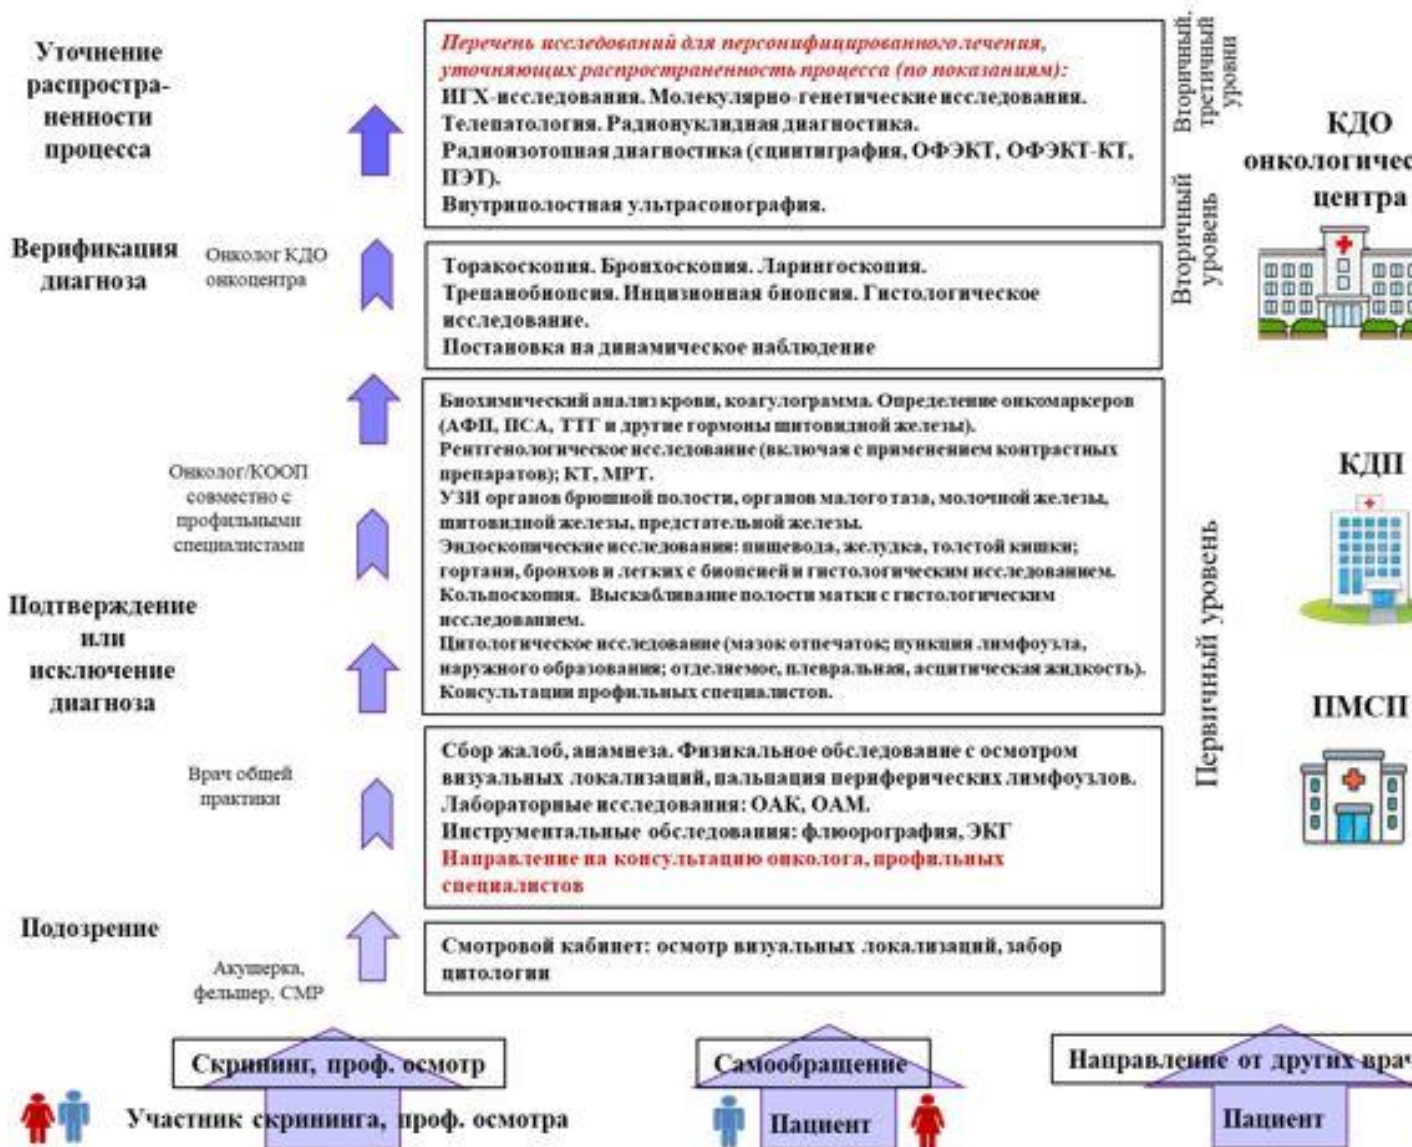 Уточнение
распростра-
ненности
процесса
Перечень исследований для персонифицированного лечения,
уточняющих распространенность процесса (по показаниям):
ИГХ-исследования. Молекулярно-генетические исследования.
Телепатология. Радионуклидная диагностика.
Радиоизотопная диагностика (сцинтиграфия, ОФЭКТ, ОФЭКТ-КТ,
ПЭТ).
Внутриполостная ультрасонография.
Вторичный,
третичный
уровни
КДО
онкологичес
центра
Верификация
диагноза
Онколог КДО
онкоцентра
Торакоскопия. Бронхоскопия. Ларингоскопия.
Трепанобиопсия. Инцизионная биопсия. Гистологическое
исследование.
Постановка на динамическое наблюдение
Вторичный
уровень
Онколог/КООП
совместно с
профильными
специалистами
Подтверждение
или
исключение
диагноза
Биохимический анализ крови, коагулограмма. Определение онкомаркеров
(АФП, ПСА, ТТГ и другие гормоны щитовидной железы).
Рентгенологическое исследование (включая с применением контрастных
препаратов); КТ, МРТ.
УЗИ органов брюшной полости, органов малого таза, молочной железы,
щитовидной железы, предстательной железы.
Эндоскопические исследования: пищевода, желудка, толстой кишки;
гортани, бронхов и легких с биопсией и гистологическим исследованием.
Кольпоскопия. Выскабливание полости матки с гистологическим
исследованием.
Цитологическое исследование (мазок отпечаток; пункция лимфоузла,
наружного образования; отделяемое, плевральная, асцитическая жидкость).
Консультации профильных специалистов.
Первичный уровень
КДП
ПМСП
Врач общей
практики
Сбор жалоб, анамнеза. Физикальное обследование с осмотром
визуальных локализаций, пальпация периферических лимфоузлов.
Лабораторные исследования: ОАК, ОАМ.
Инструментальные обследования: флюорография, ЭКГ
Направление на консультацию онколога, профильных
специалистов
Подозрение
Акушерка,
фельшер, СМР
Смотровой кабинет: осмотр визуальных локализаций, забор
цитологии
Скрининг, проф. осмотр
Самообращение
Направление от других врач
Участник скрининга, проф. осмотра
Пациент
Пациент